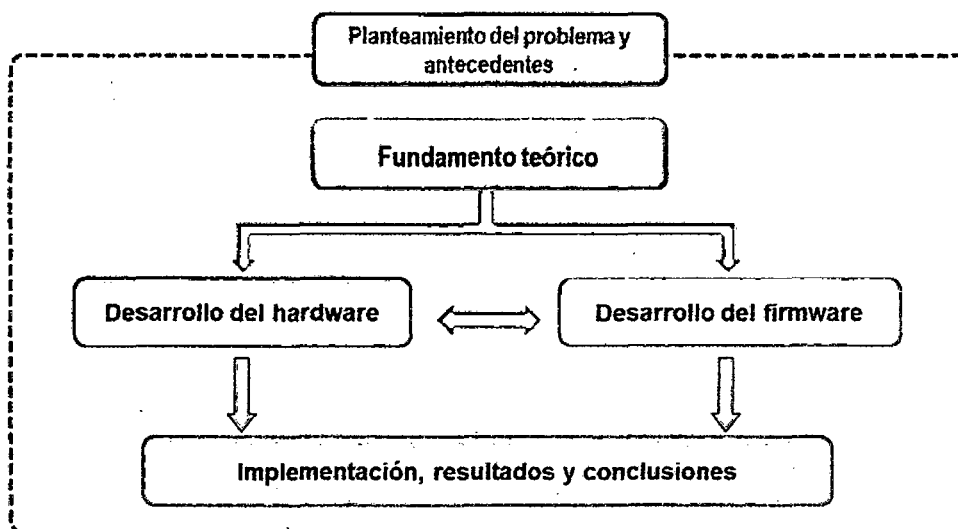 Planteamiento del problema y
antecedentes
Fundamento teórico
Desarrollo del hardware
Desarrollo del firmware
Implementación, resultados y conclusiones